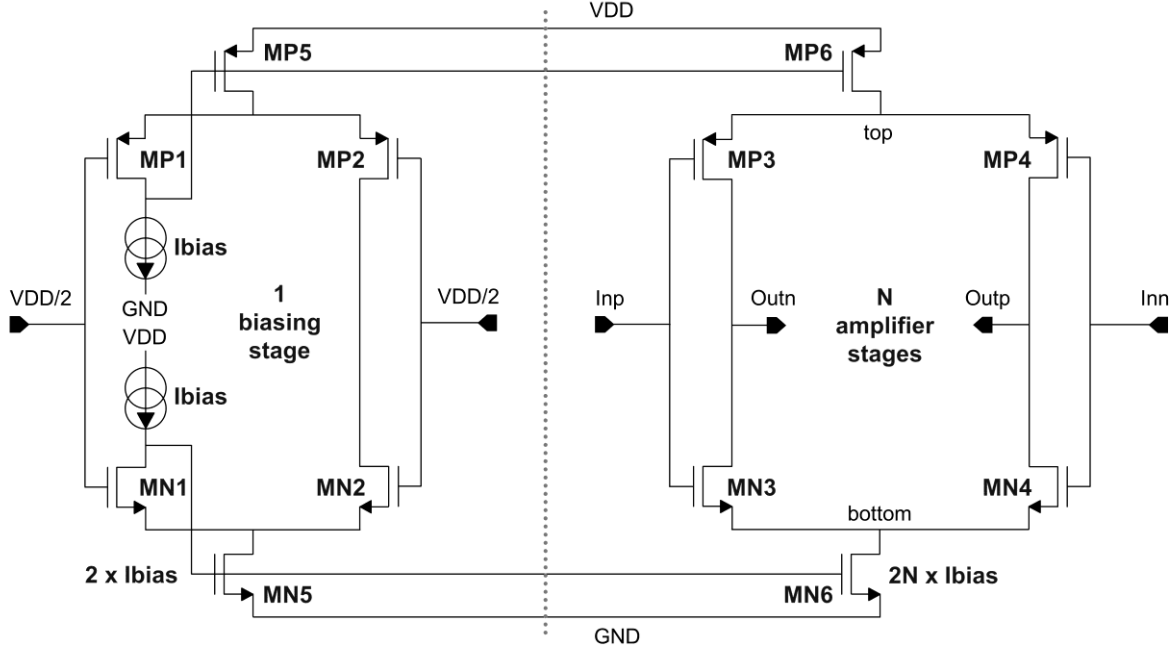 VDD
MP5
MP6
top
MP1
MP2
MP3
MP4
Ibias
VDD/2
GND
VDD
1
biasing
stage
VDD/2
Inp
Outn
N
amplifier
stages
Outp
Inn
Ibias
MN1
MN2
MN3
MN4
bottom
2 x Ibias
MN5
MN6
2N x Ibias
GND